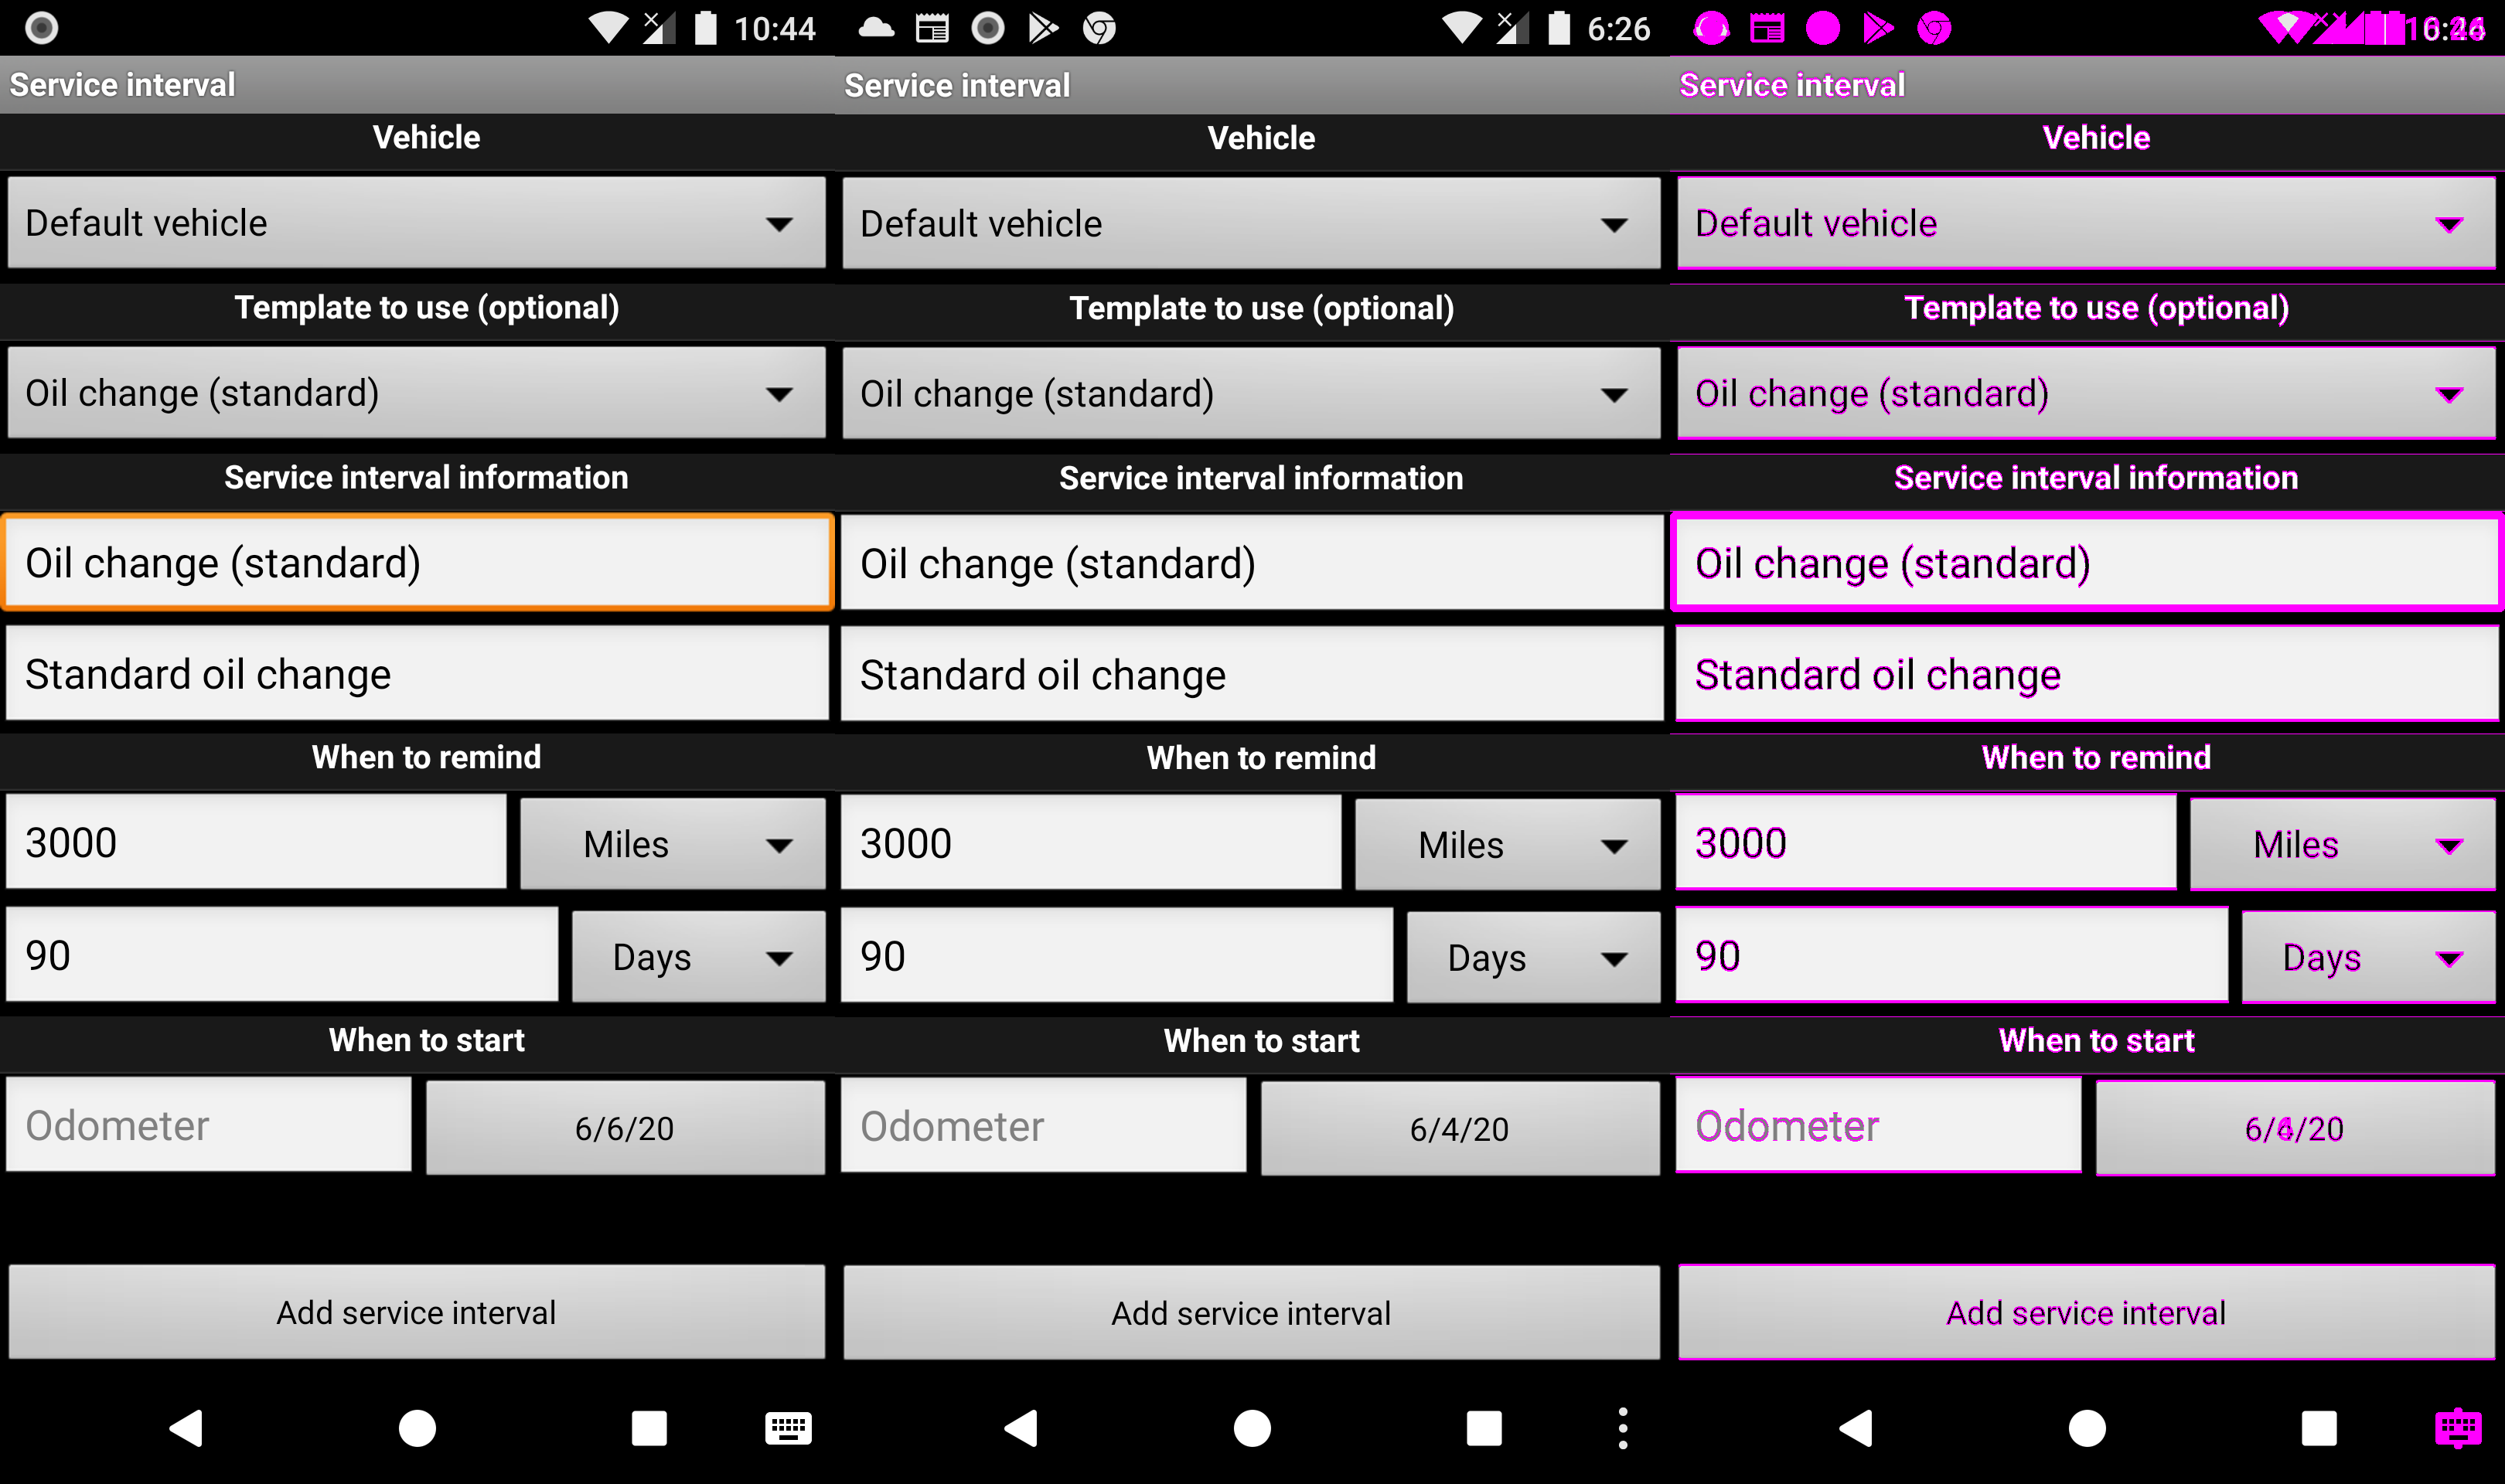 10:44
Service interval
Vehicle
Default vehicle
Template to use (optional)
Oil change (standard)
Service interval information
Oil change (standard)
Standard oil change
When to remind
3000 Miles
90 Days
When to start
Odometer 6/6/20
Add service interval
6:26
Service interval
Vehicle
Default vehicle
Template to use (optional)
Oil change (standard)
Service interval information
Oil change (standard)
Standard oil change
When to remind
3000 Miles
90 Days
When to start
Odometer 6/4/20
Add service interval
Service interval
Vehicle
Default vehicle
Template to use (optional)
Oil change (standard)
Service interval information
Oil change (standard)
Standard oil change
When to remind
3000 Miles
90 Days
When to start
Odometer
Add service interval